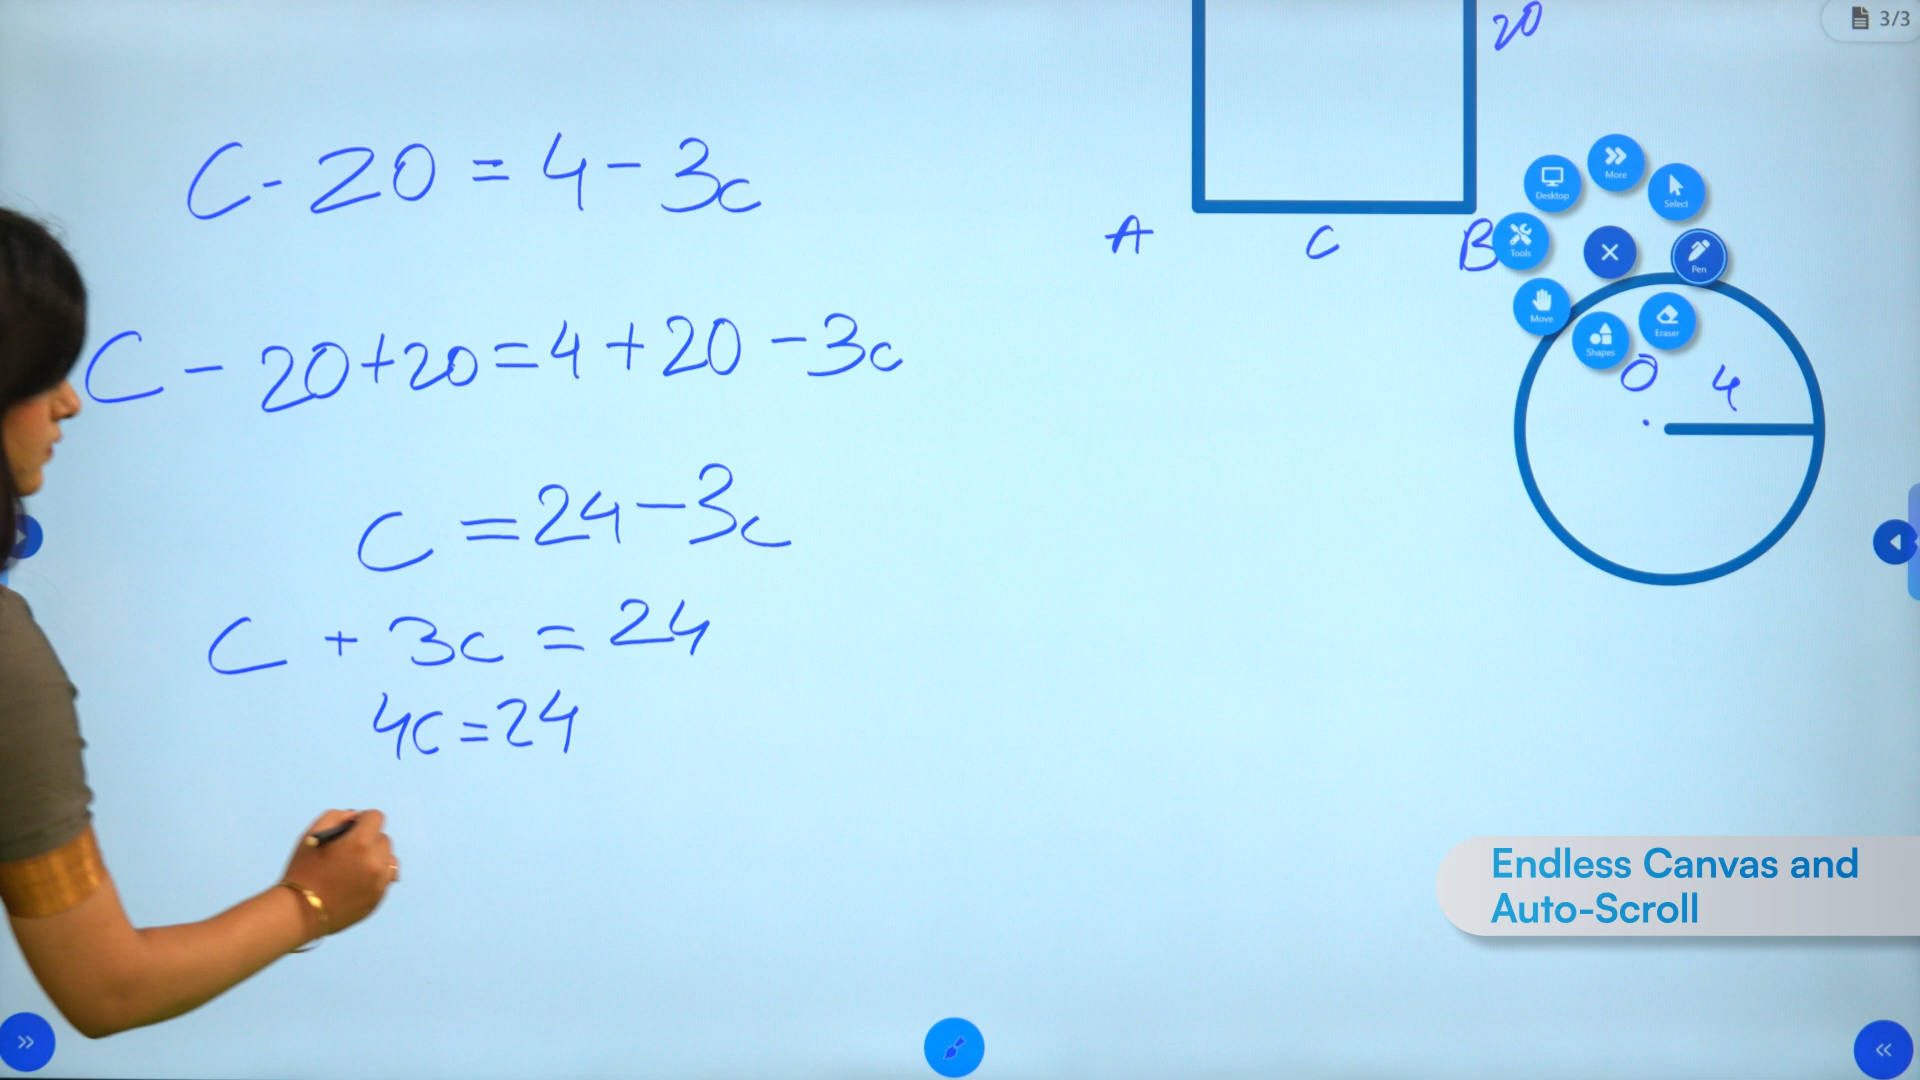 20
3/3
C - 20 = 4 - 3c
More
Desktop
Select
A
C
B
Tools
Pen
C - 20 + 20 = 4 + 20 - 3c
Move
Eraser
Shapes
O
4
C = 24 - 3c
C + 3c = 24
4c = 24
Endless Canvas and
Auto-Scroll